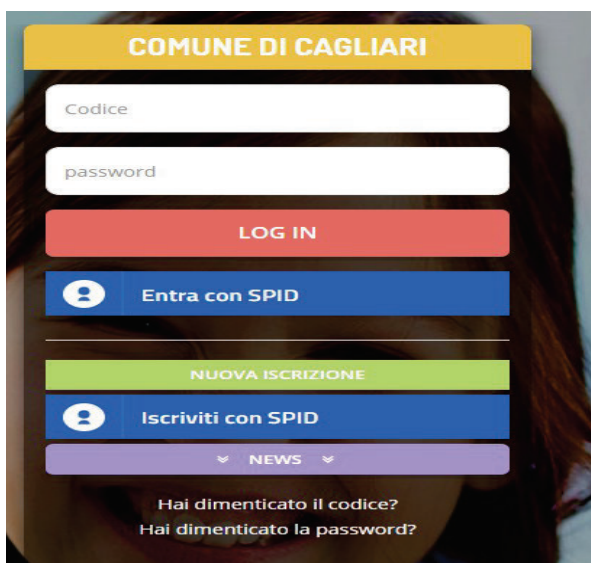 COMUNE DI CAGLIARI
Codice
password
LOG IN
Entra con SPID
NUOVA ISCRIZIONE
Iscriviti con SPID
NEWS
Hai dimenticato il codice?
Hai dimenticato la password?